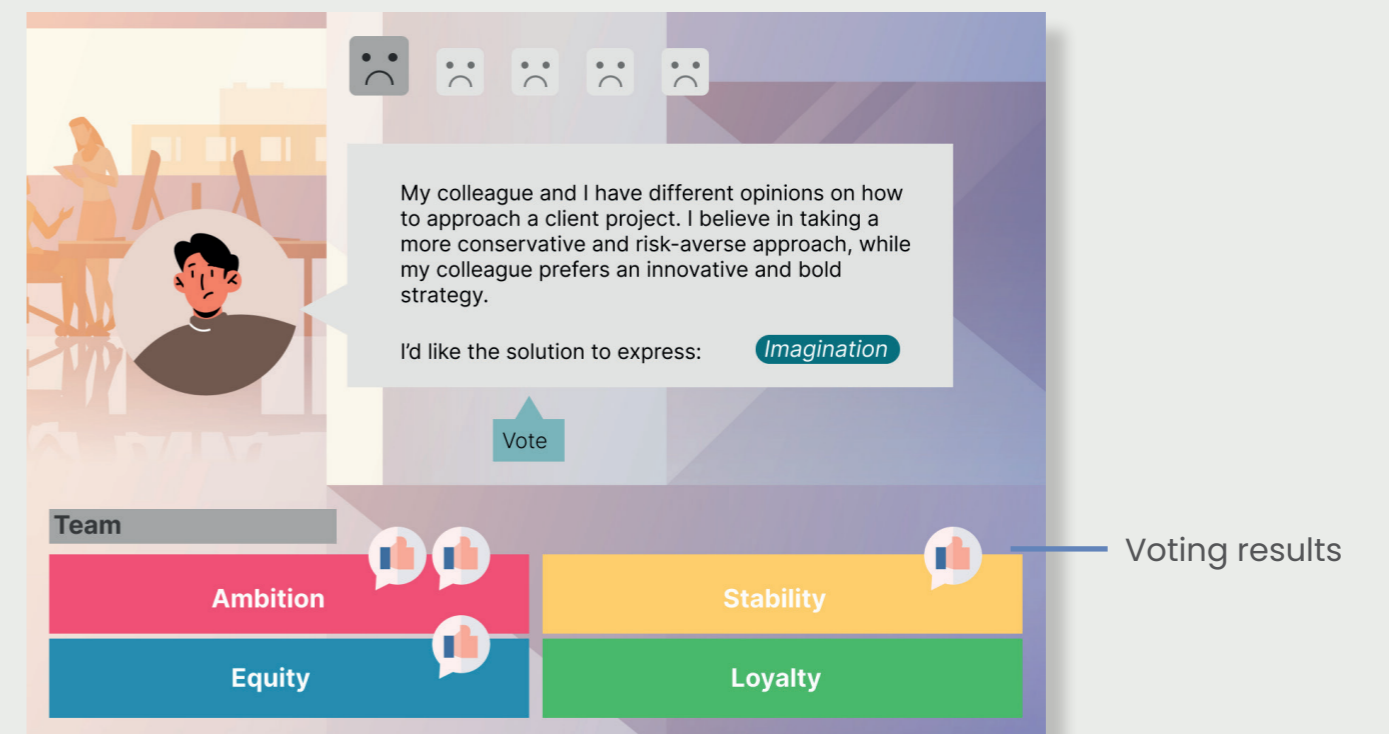 My colleague and I have different opinions on how
to approach a client project. I believe in taking a
more conservative and risk-averse approach, while
my colleague prefers an innovative and bold
strategy.
I’d like the solution to express: Imagination
Vote
Team
Ambition
Stability
Equity
Loyalty
Voting results